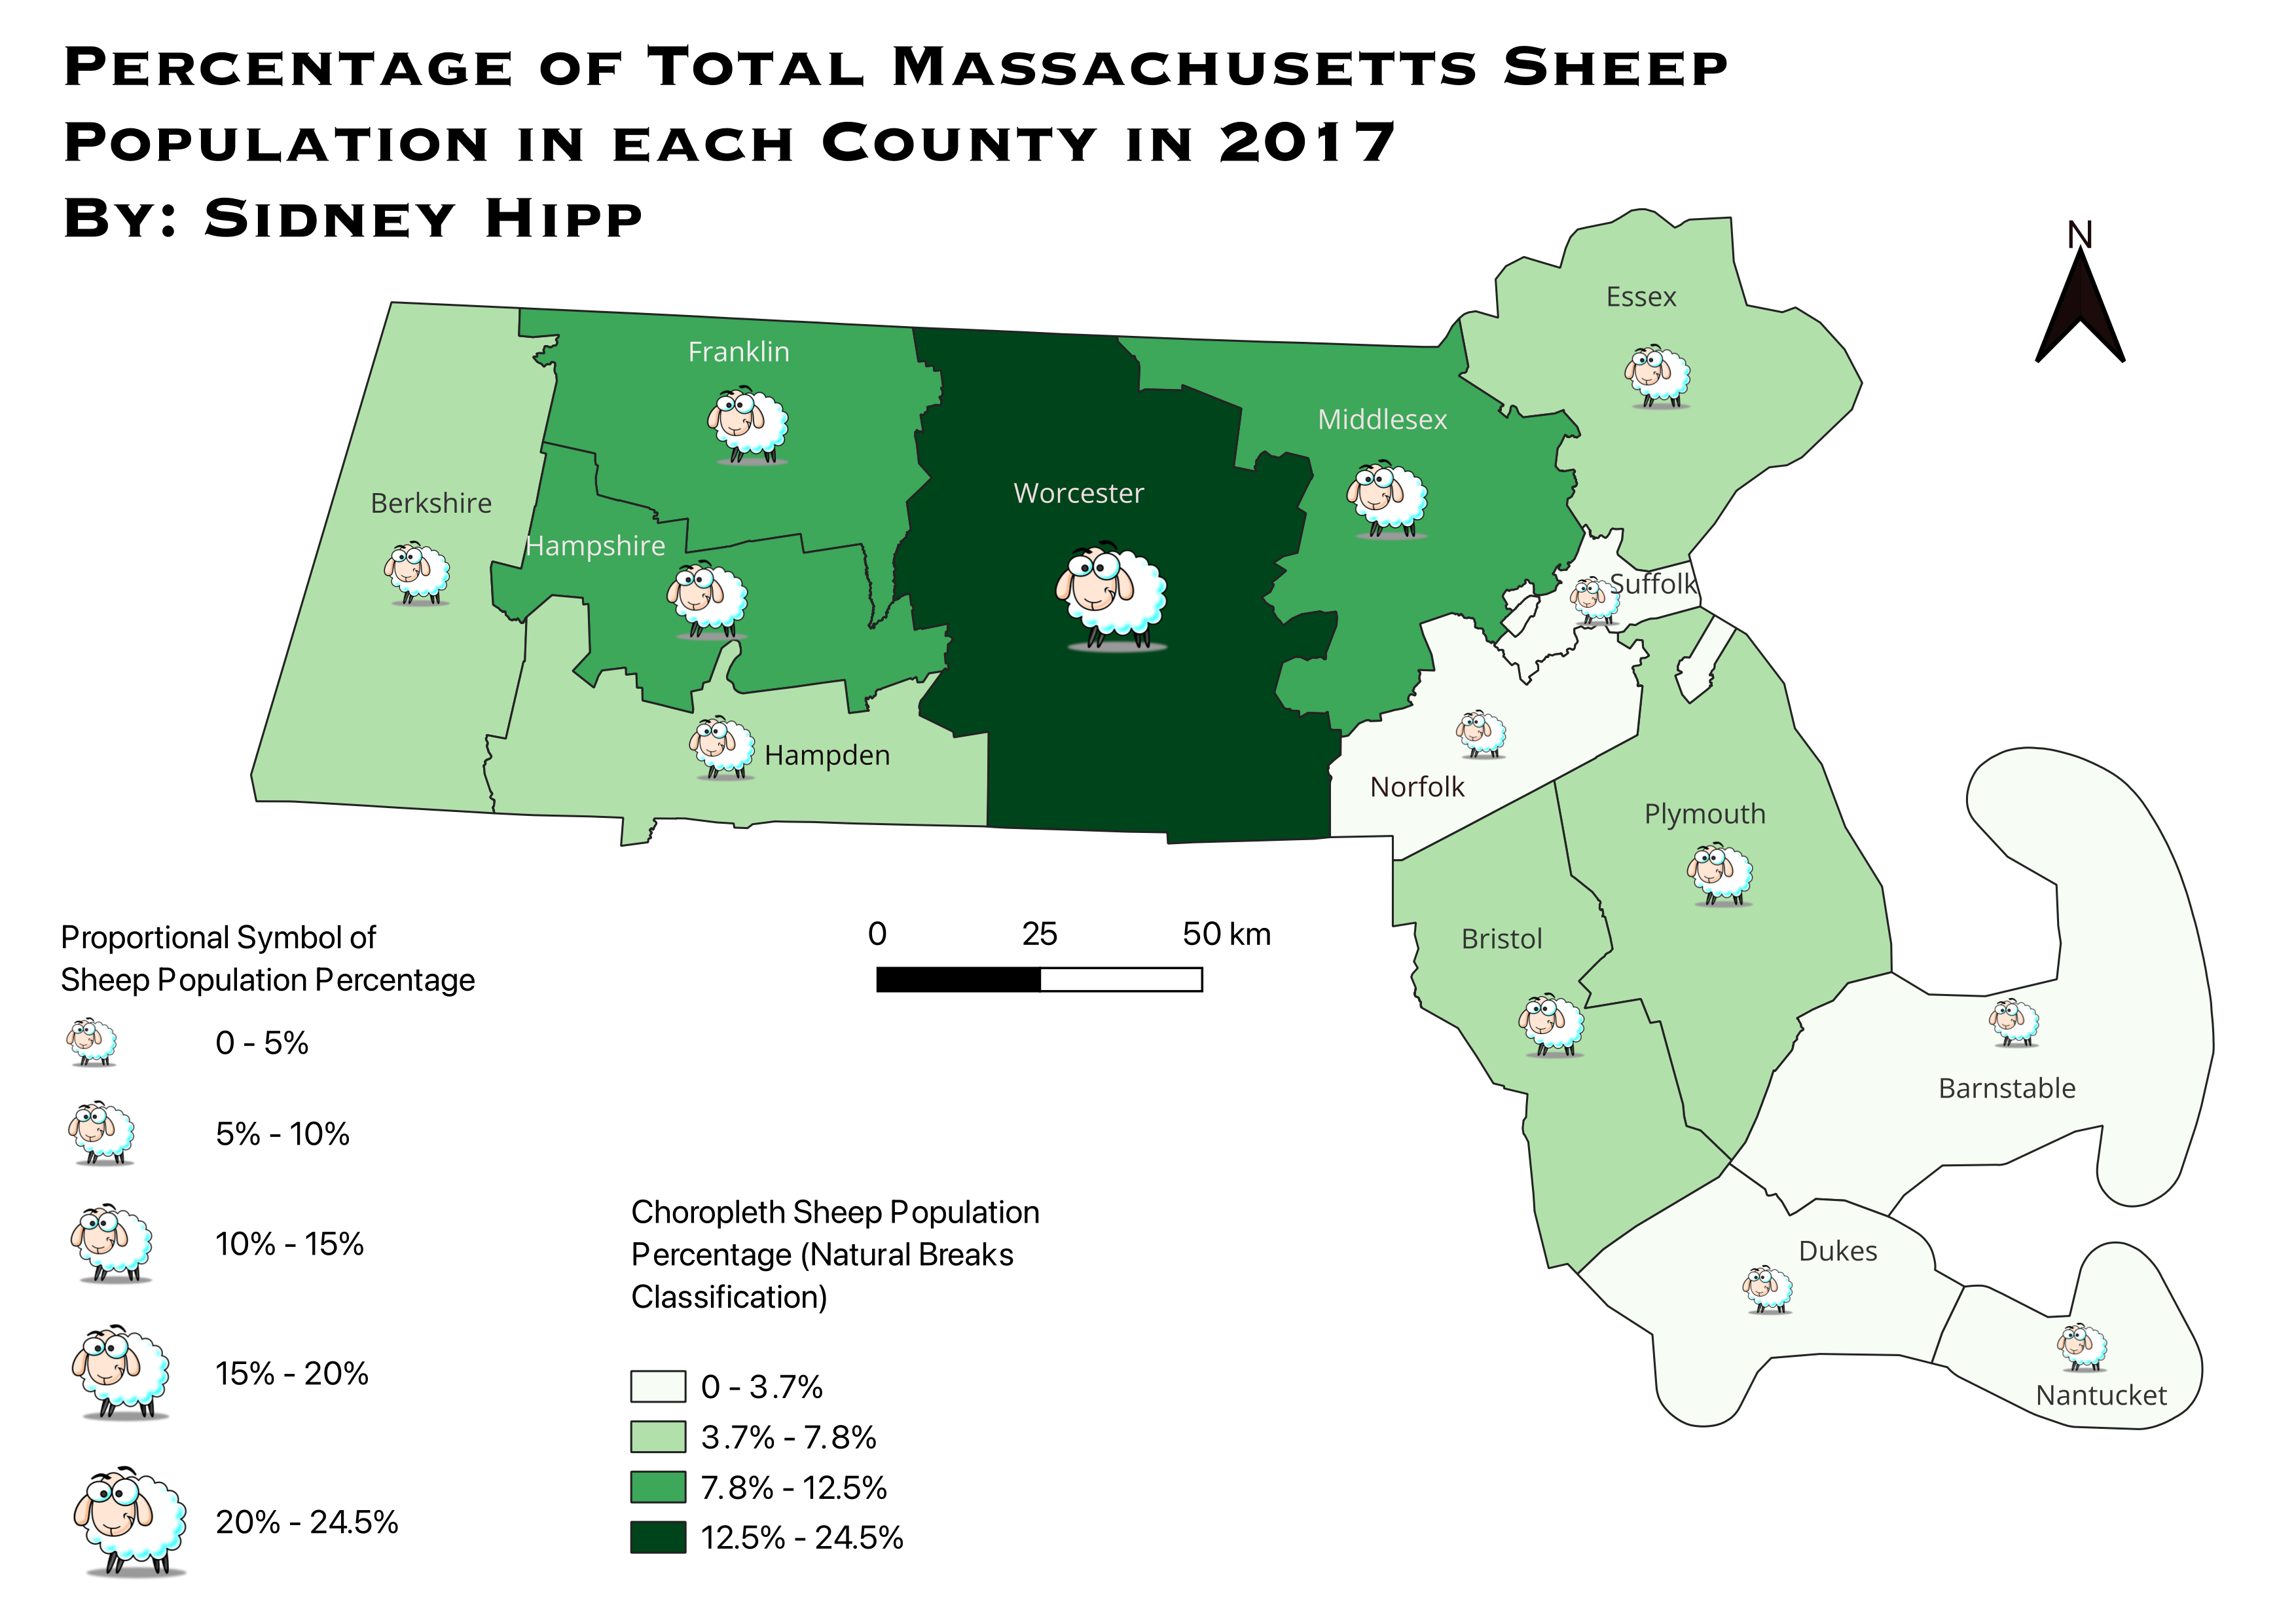 Percentage of Total Massachusetts Sheep
Population in each County in 2017
By: Sidney Hipp
N
Essex
Franklin
Middlesex
Worcester
Berkshire
Hampshire
Suffolk
Hampden
Norfolk
Plymouth
Bristol
Barnstable
Dukes
Nantucket
0 25 50 km
Proportional Symbol of
Sheep Population Percentage
0 - 5%
5% - 10%
10% - 15%
15% - 20%
20% - 24.5%
Choropleth Sheep Population
Percentage (Natural Breaks
Classification)
0 - 3.7%
3.7% - 7.8%
7.8% - 12.5%
12.5% - 24.5%